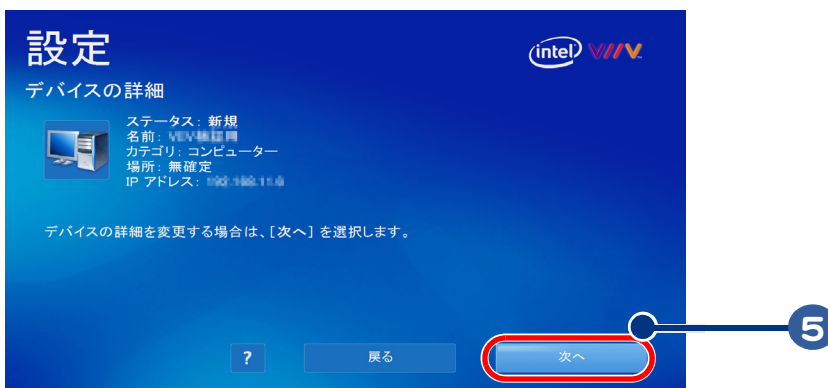 設定
intel VIIV
デバイスの詳細
ステータス: 新規
名前:
カテゴリ: コンピューター
場所: 無確定
IP アドレス:
デバイスの詳細を変更する場合は、[次へ] を選択します。
? 戻る 次へ
5